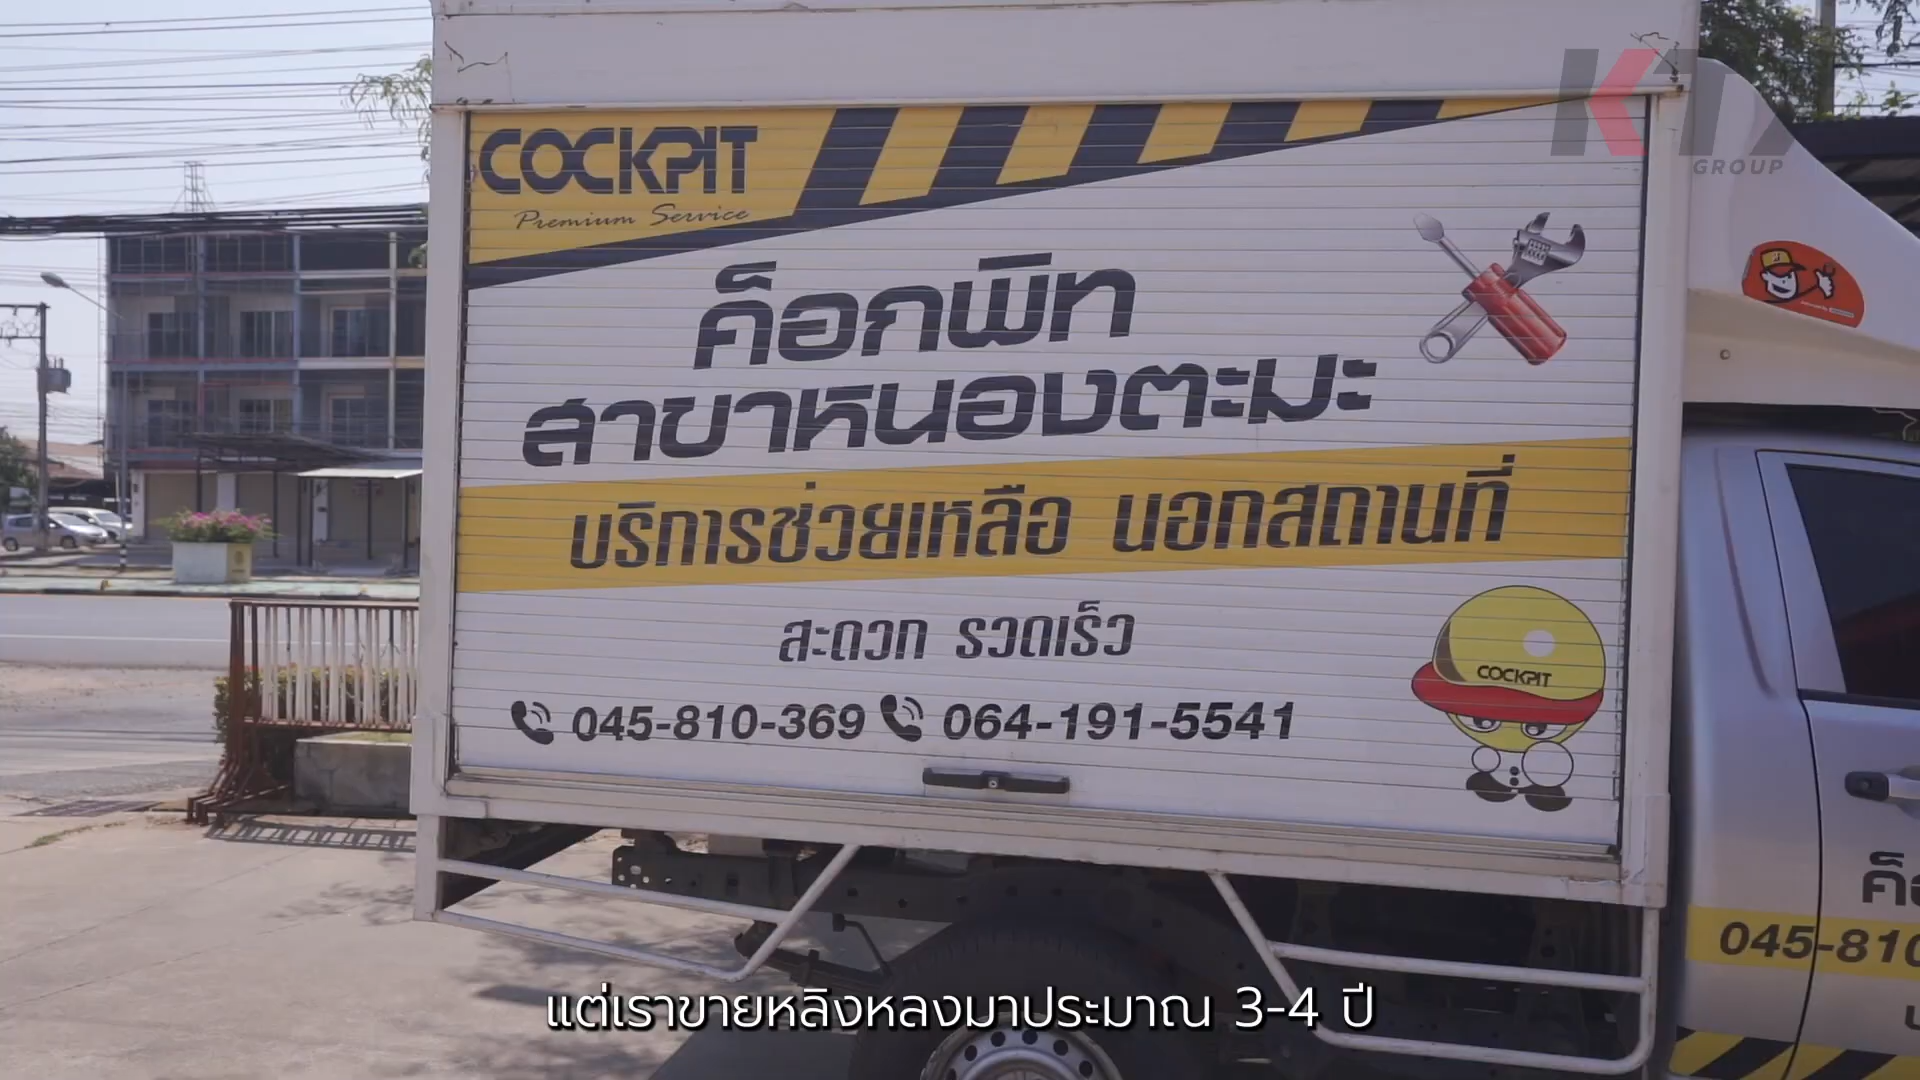 KT
GROUP
COCKPIT
Premium Service
ค็อกพิท
สาขาหนองตะมะ
บริการช่วยเหลือ นอกสถานที่
สะดวก รวดเร็ว
045-810-369 064-191-5541
COCKPIT
045-810
แต่เราขายหลิงหลงมาประมาณ 3-4 ปี